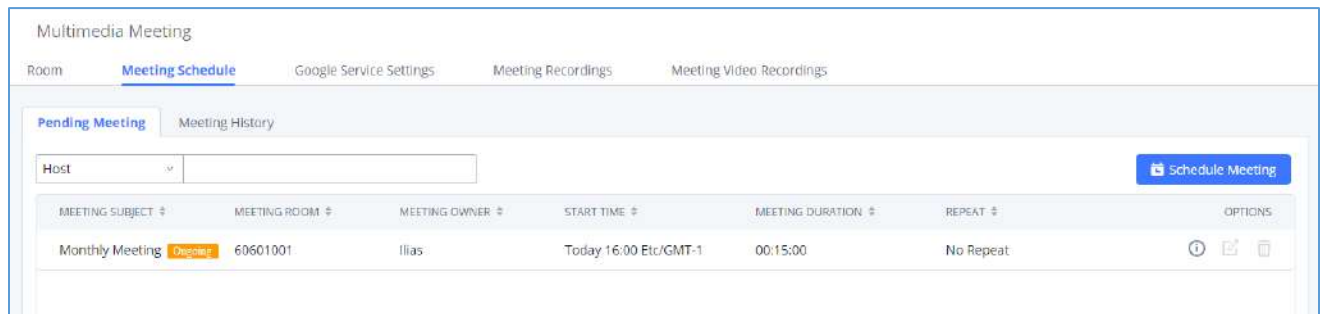 Multimedia Meeting
Room Meeting Schedule Google Service Settings Meeting Recordings Meeting Video Recordings
Pending Meeting Meeting History
Host Schedule Meeting
MEETING SUBJECT MEETING ROOM MEETING OWNER START TIME MEETING DURATION REPEAT OPTIONS
Monthly Meeting Ongoing 60601001 Ilias Today 16:00 Etc/GMT-1 00:15:00 No Repeat